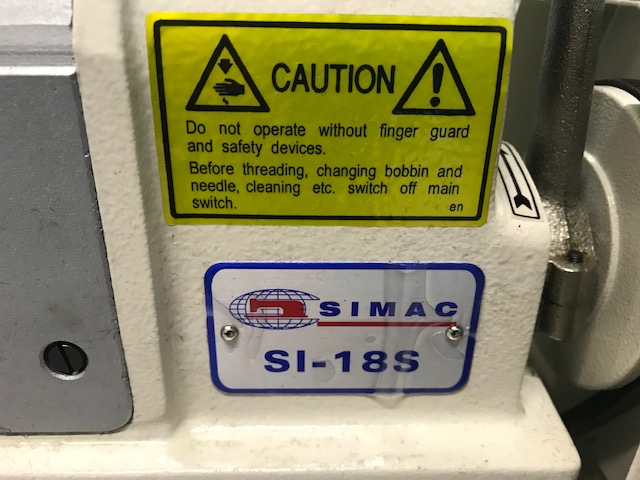 CAUTION
Do not operate without finger guard
and safety devices.
Before threading, changing bobbin and
needle, cleaning etc. switch off main
switch.
en
SIMAC
SI-18S